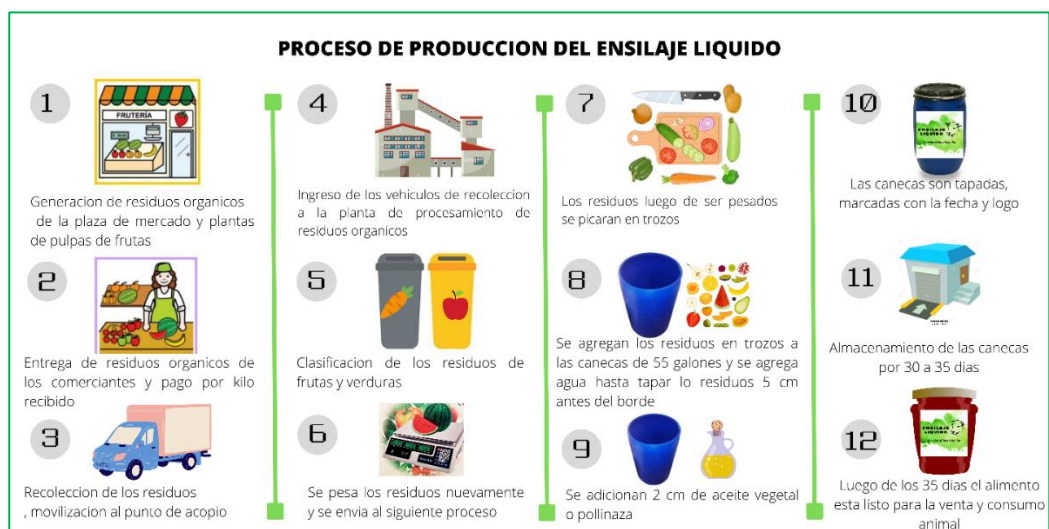 PROCESO DE PRODUCCION DEL ENSILAJE LIQUIDO
1
FRUTERÍA
Generacion de residuos organicos
de la plaza de mercado y plantas
de pulpas de frutas
2
Entrega de residuos organicos de
los comerciantes y pago por kilo
recibido
3
Recoleccion de los residuos
, movilizacion al punto de acopio
4
Ingreso de los vehiculos de recoleccion
a la planta de procesamiento de
residuos organicos
5
Clasificacion de los residuos de
frutas y verduras
6
Se pesa los residuos nuevamente
y se envia al siguiente proceso
7
Los residuos luego de ser pesados
se picaran en trozos
8
Se agregan los residuos en trozos a
las canecas de 55 galones y se agrega
agua hasta tapar lo residuos 5 cm
antes del borde
9
Se adicionan 2 cm de aceite vegetal
o pollinaza
10
ENSILAJE
LIQUIDO
Las canecas son tapadas,
marcadas con la fecha y logo
11
Almacenamiento de las canecas
por 30 a 35 dias
12
ENSILAJE
LIQUIDO
Luego de los 35 dias el alimento
esta listo para la venta y consumo
animal